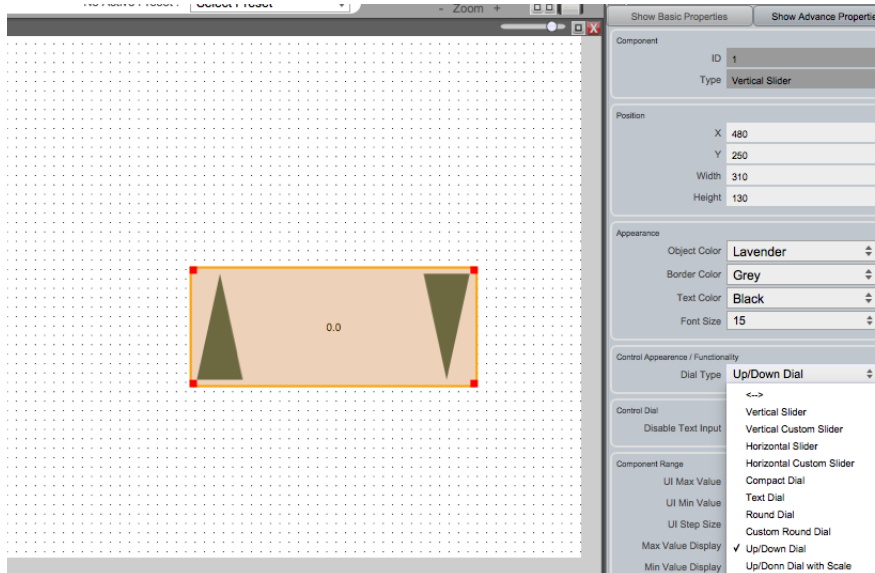 No Active Preset : Select Preset - Zoom +
X
Show Basic Properties Show Advance Propertie
Component
ID 1
Type Vertical Slider
Position
X 480
Y 250
Width 310
Height 130
Appearance
Object Color Lavender
Border Color Grey
Text Color Black
Font Size 15
0.0
Control Appearance / Functionality
Dial Type Up/Down Dial
<-->
Vertical Slider
Control Dial
Disable Text Input Vertical Custom Slider
Horizontal Slider
Component Range Horizontal Custom Slider
UI Max Value Compact Dial
UI Min Value Text Dial
Round Dial
UI Step Size Custom Round Dial
Max Value Display ✓ Up/Down Dial
Min Value Display Up/Donn Dial with Scale